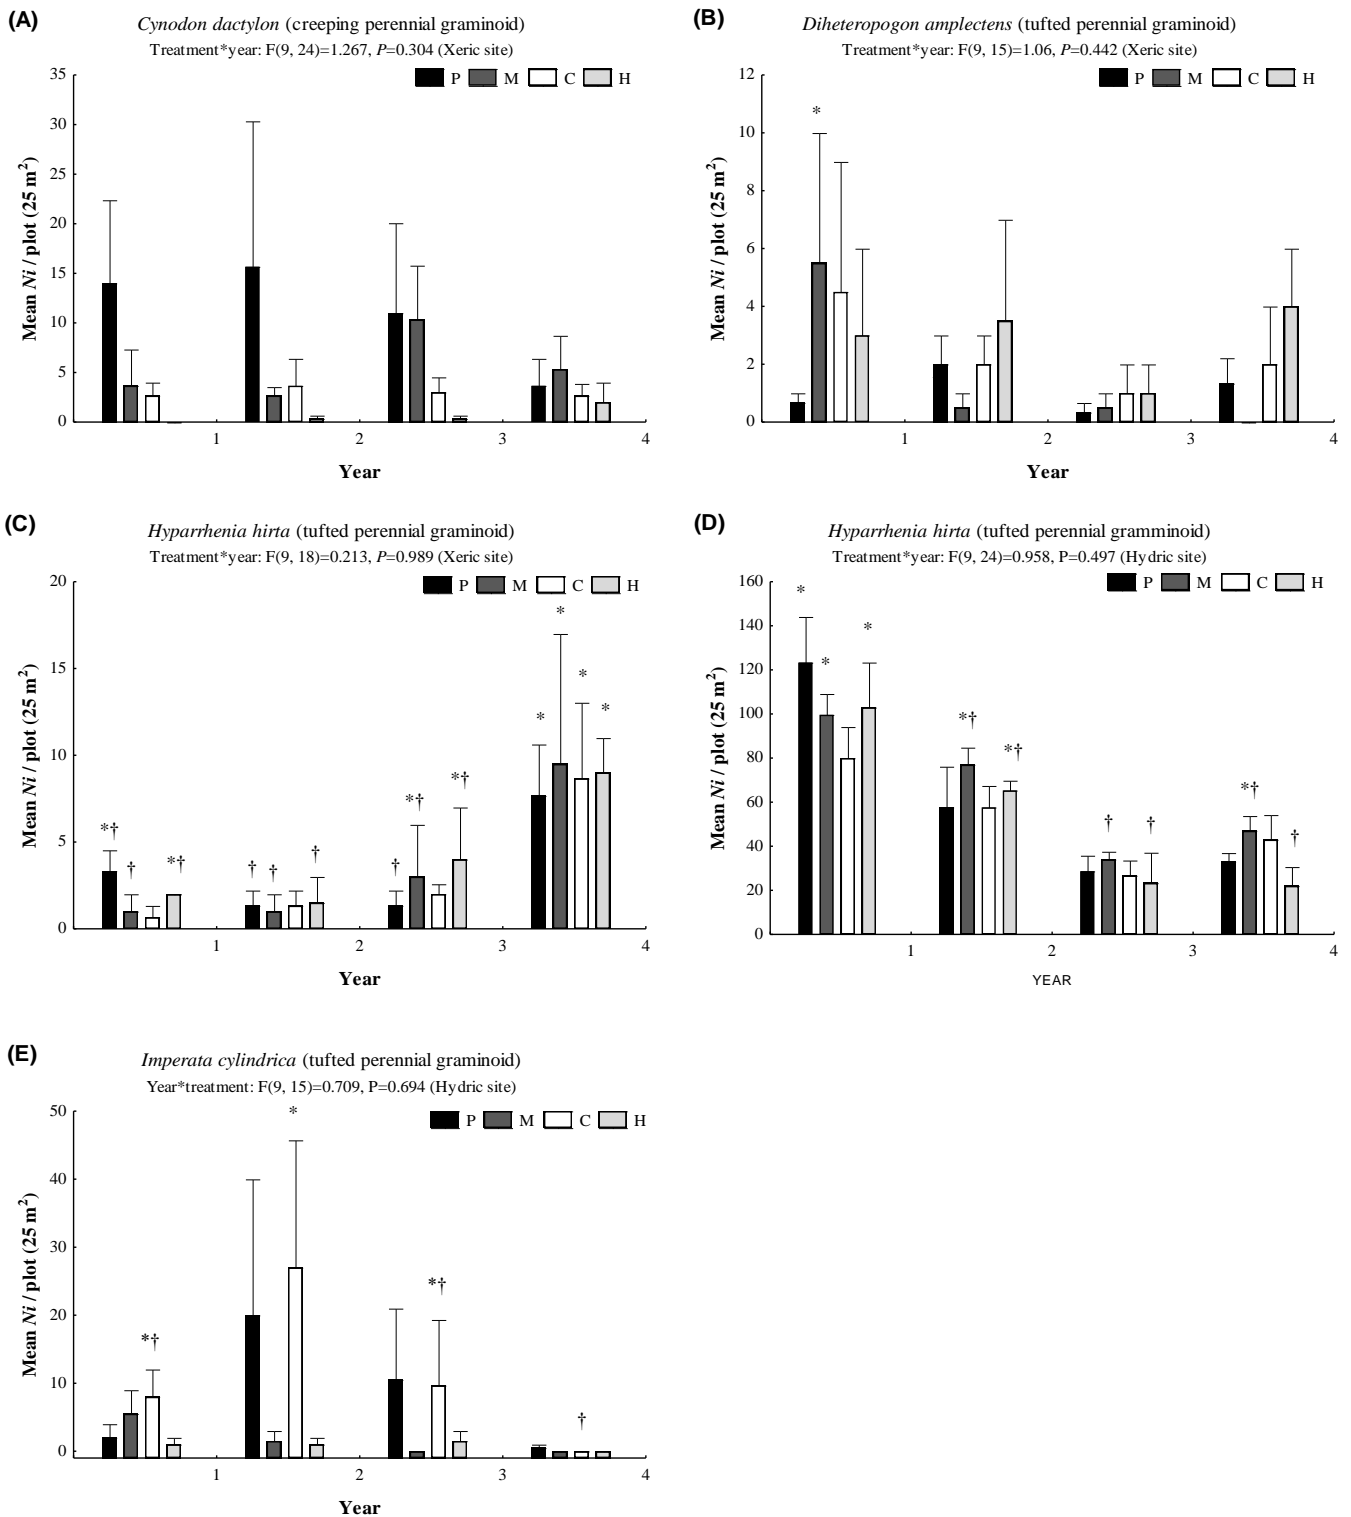 (A)
Cynodon dactylon (creeping perennial graminoid)
Treatment*year: F(9, 24)=1.267, P=0.304 (Xeric site)
P M C H
35
30
25
20
15
10
5
0
Mean Ni / plot (25 m²)
1 2 3 4
Year
(B)
Diheteropogon amplectens (tufted perennial graminoid)
Treatment*year: F(9, 15)=1.06, P=0.442 (Xeric site)
P M C H
12
10
8
6
4
2
0
Mean Ni / plot (25 m²)
*
1 2 3 4
Year
(C)
Hyparrhenia hirta (tufted perennial graminoid)
Treatment*year: F(9, 18)=0.213, P=0.989 (Xeric site)
P M C H
20
15
10
5
0
Mean Ni / plot (25 m²)
*† † *† † † † † *† *† * * * *
1 2 3 4
Year
(D)
Hyparrhenia hirta (tufted perennial gramminoid)
Treatment*year: F(9, 24)=0.958, P=0.497 (Hydric site)
P M C H
160
140
120
100
80
60
40
20
0
Mean Ni / plot (25 m²)
* * * *† *† † † *† †
1 2 3 4
YEAR
(E)
Imperata cylindrica (tufted perennial graminoid)
Year*treatment: F(9, 15)=0.709, P=0.694 (Hydric site)
P M C H
50
40
30
20
10
0
Mean Ni / plot (25 m²)
*† * *† †
1 2 3 4
Year